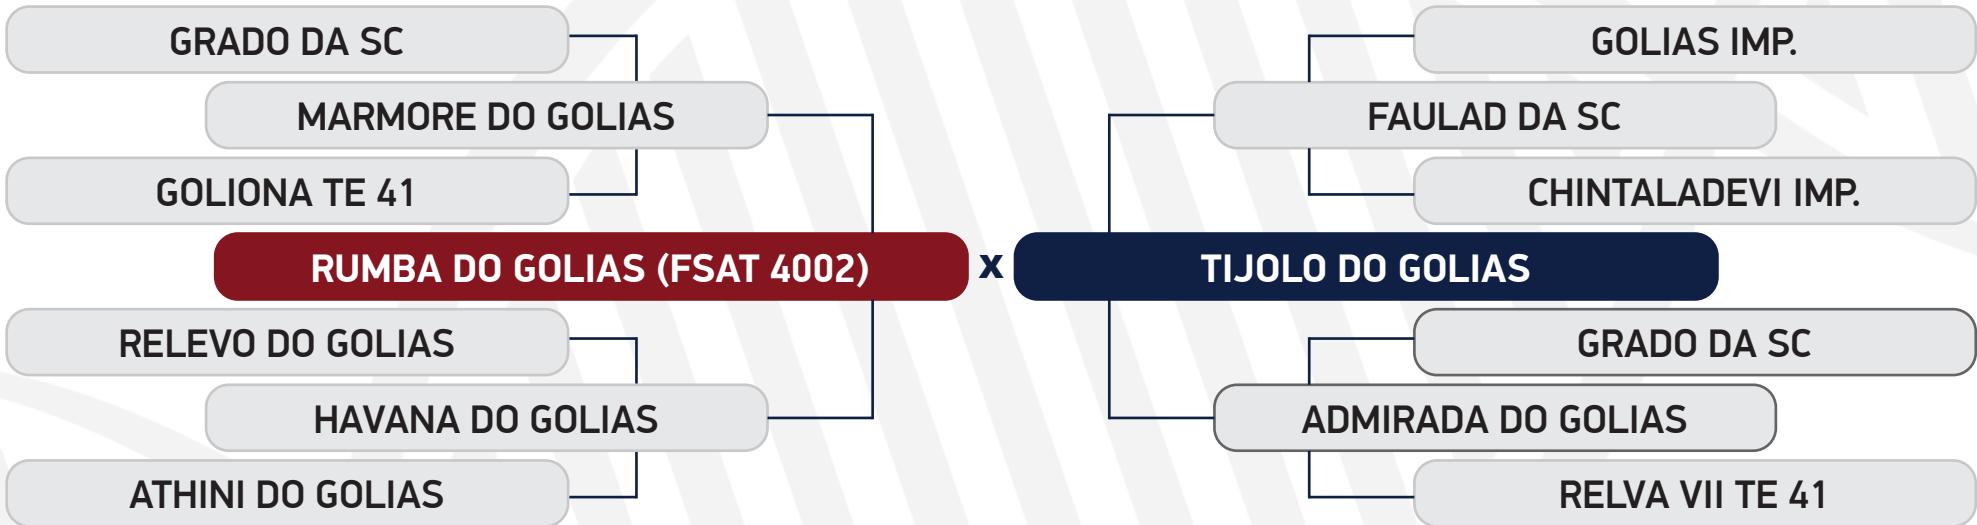 GRADO DA SC
MARMORE DO GOLIAS
GOLIONA TE 41
RUMBA DO GOLIAS (FSAT 4002)
RELEVO DO GOLIAS
HAVANA DO GOLIAS
ATHINI DO GOLIAS
x
GOLIAS IMP.
FAULAD DA SC
CHINTALADEVI IMP.
TIJOLO DO GOLIAS
GRADO DA SC
ADMIRADA DO GOLIAS
RELVA VII TE 41